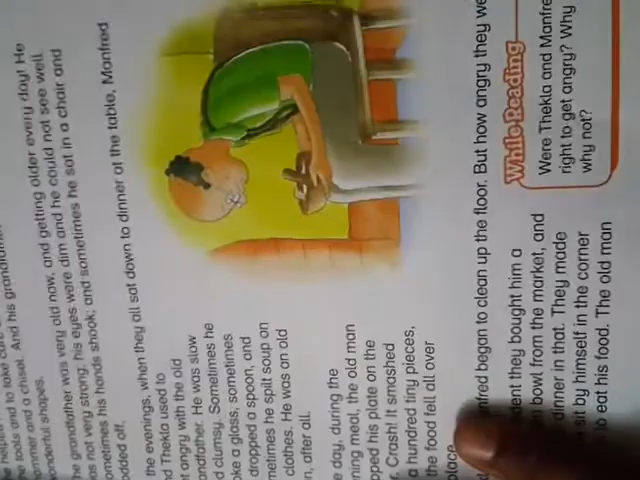 the tools and to take care
hammer and a chisel. And his grandfather
wonderful shapes.
the grandfather was very old now, and getting older every day! He
was not very strong; his eyes were dim and he could not see well
sometimes his hands shook; and sometimes he sat in a chair and
nodded off.
the evenings, when they all sat down to dinner at the table, Manfred
nd Thekla used to
et angry with the old
andfather. He was slow
d clumsy. Sometimes he
oke a glass, sometimes
dropped a spoon, and
metimes he spilt soup on
clothes. He was an old
n, after all.
e day, during the
ning meal, the old man
pped his plate on the
r. Crash! It smashed
a hundred tiny pieces,
the food fell all over
place.
nfred began to clean up the floor. But how angry they we
dent they bought him a
n bowl from the market, and
dinner in that. They made
sit by himself in the corner
to eat his food. The old man
While Reading
Were Thekla and Manfre
right to get angry? Why
why not?